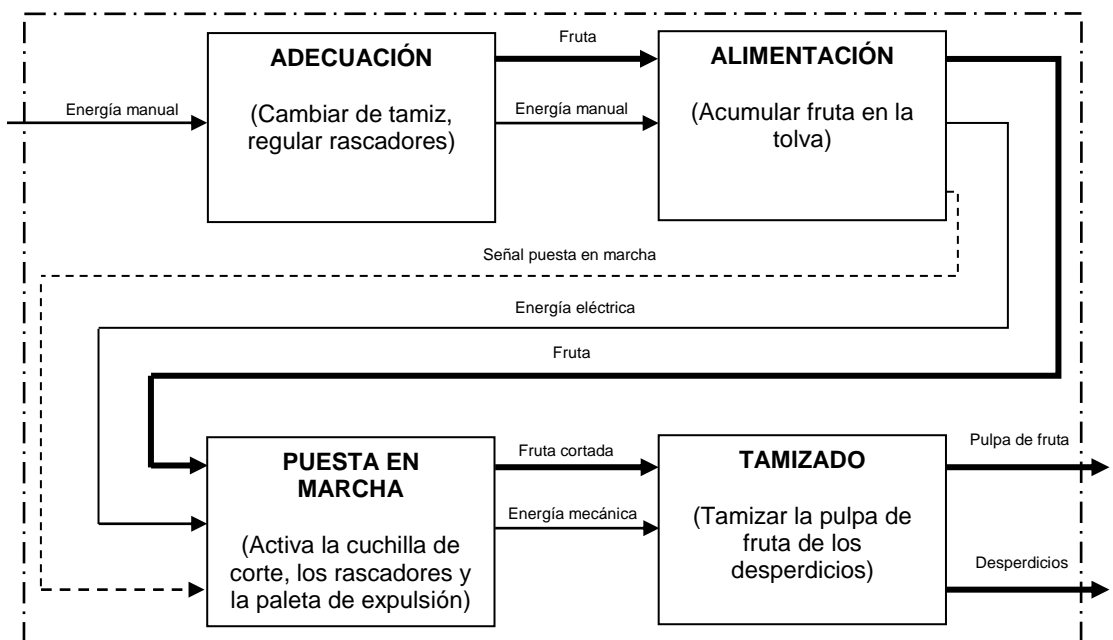 Fruta
ADECUACIÓN
ALIMENTACIÓN
Energía manual
(Cambiar de tamiz,
regular rascadores)
Energía manual
(Acumular fruta en la
tolva)
Señal puesta en marcha
Energía eléctrica
Fruta
PUESTA EN
MARCHA
(Activa la cuchilla de
corte, los rascadores y
la paleta de expulsión)
Fruta cortada
Energía mecánica
TAMIZADO
(Tamizar la pulpa de
fruta de los
desperdicios)
Pulpa de fruta
Desperdicios